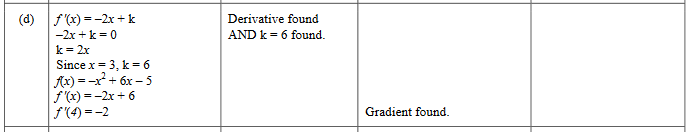 (d)
f '(x) = –2x + k
–2x + k = 0
k = 2x
Since x = 3, k = 6
f(x) = –x² + 6x – 5
f '(x) = –2x + 6
f '(4) = –2
Derivative found
AND k = 6 found.
Gradient found.